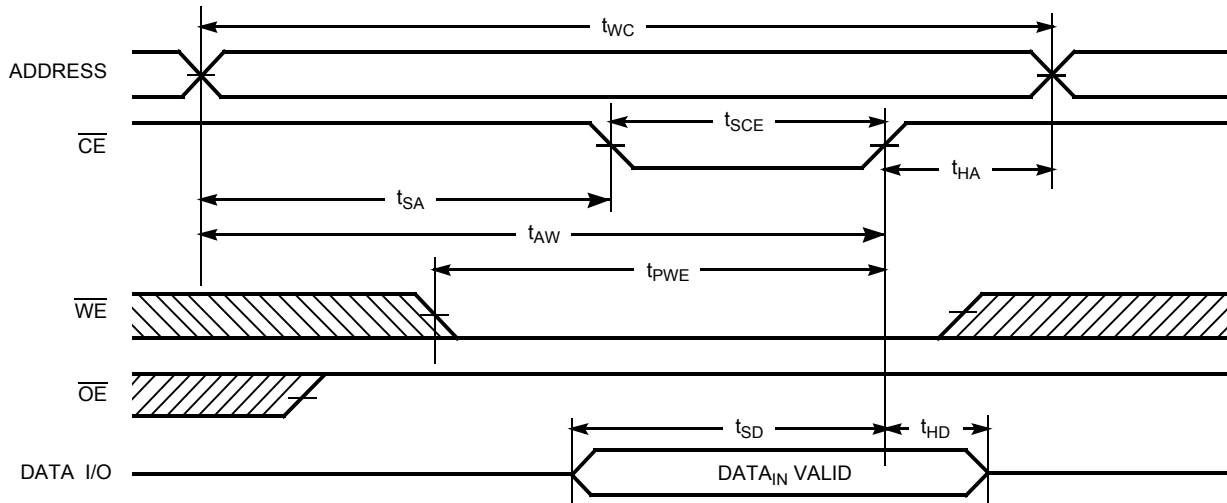 tWC
ADDRESS
CE
tSCE
tHA
tSA
tAW
tPWE
WE
OE
tSD
tHD
DATA I/O
DATAIN VALID